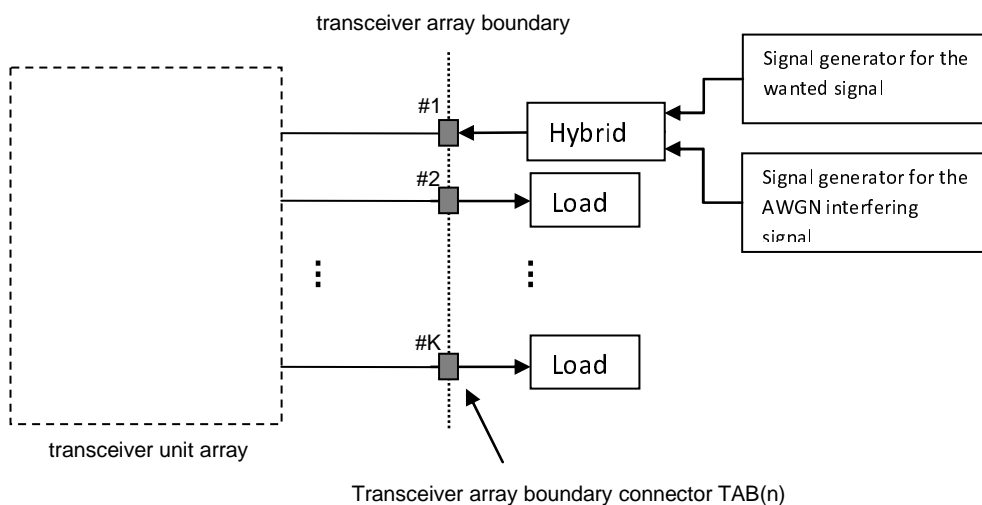 transceiver array boundary
Signal generator for the
wanted signal
#1
Hybrid
#2
Load
Signal generator for the
AWGN interfering
signal
#K
Load
transceiver unit array
Transceiver array boundary connector TAB(n)